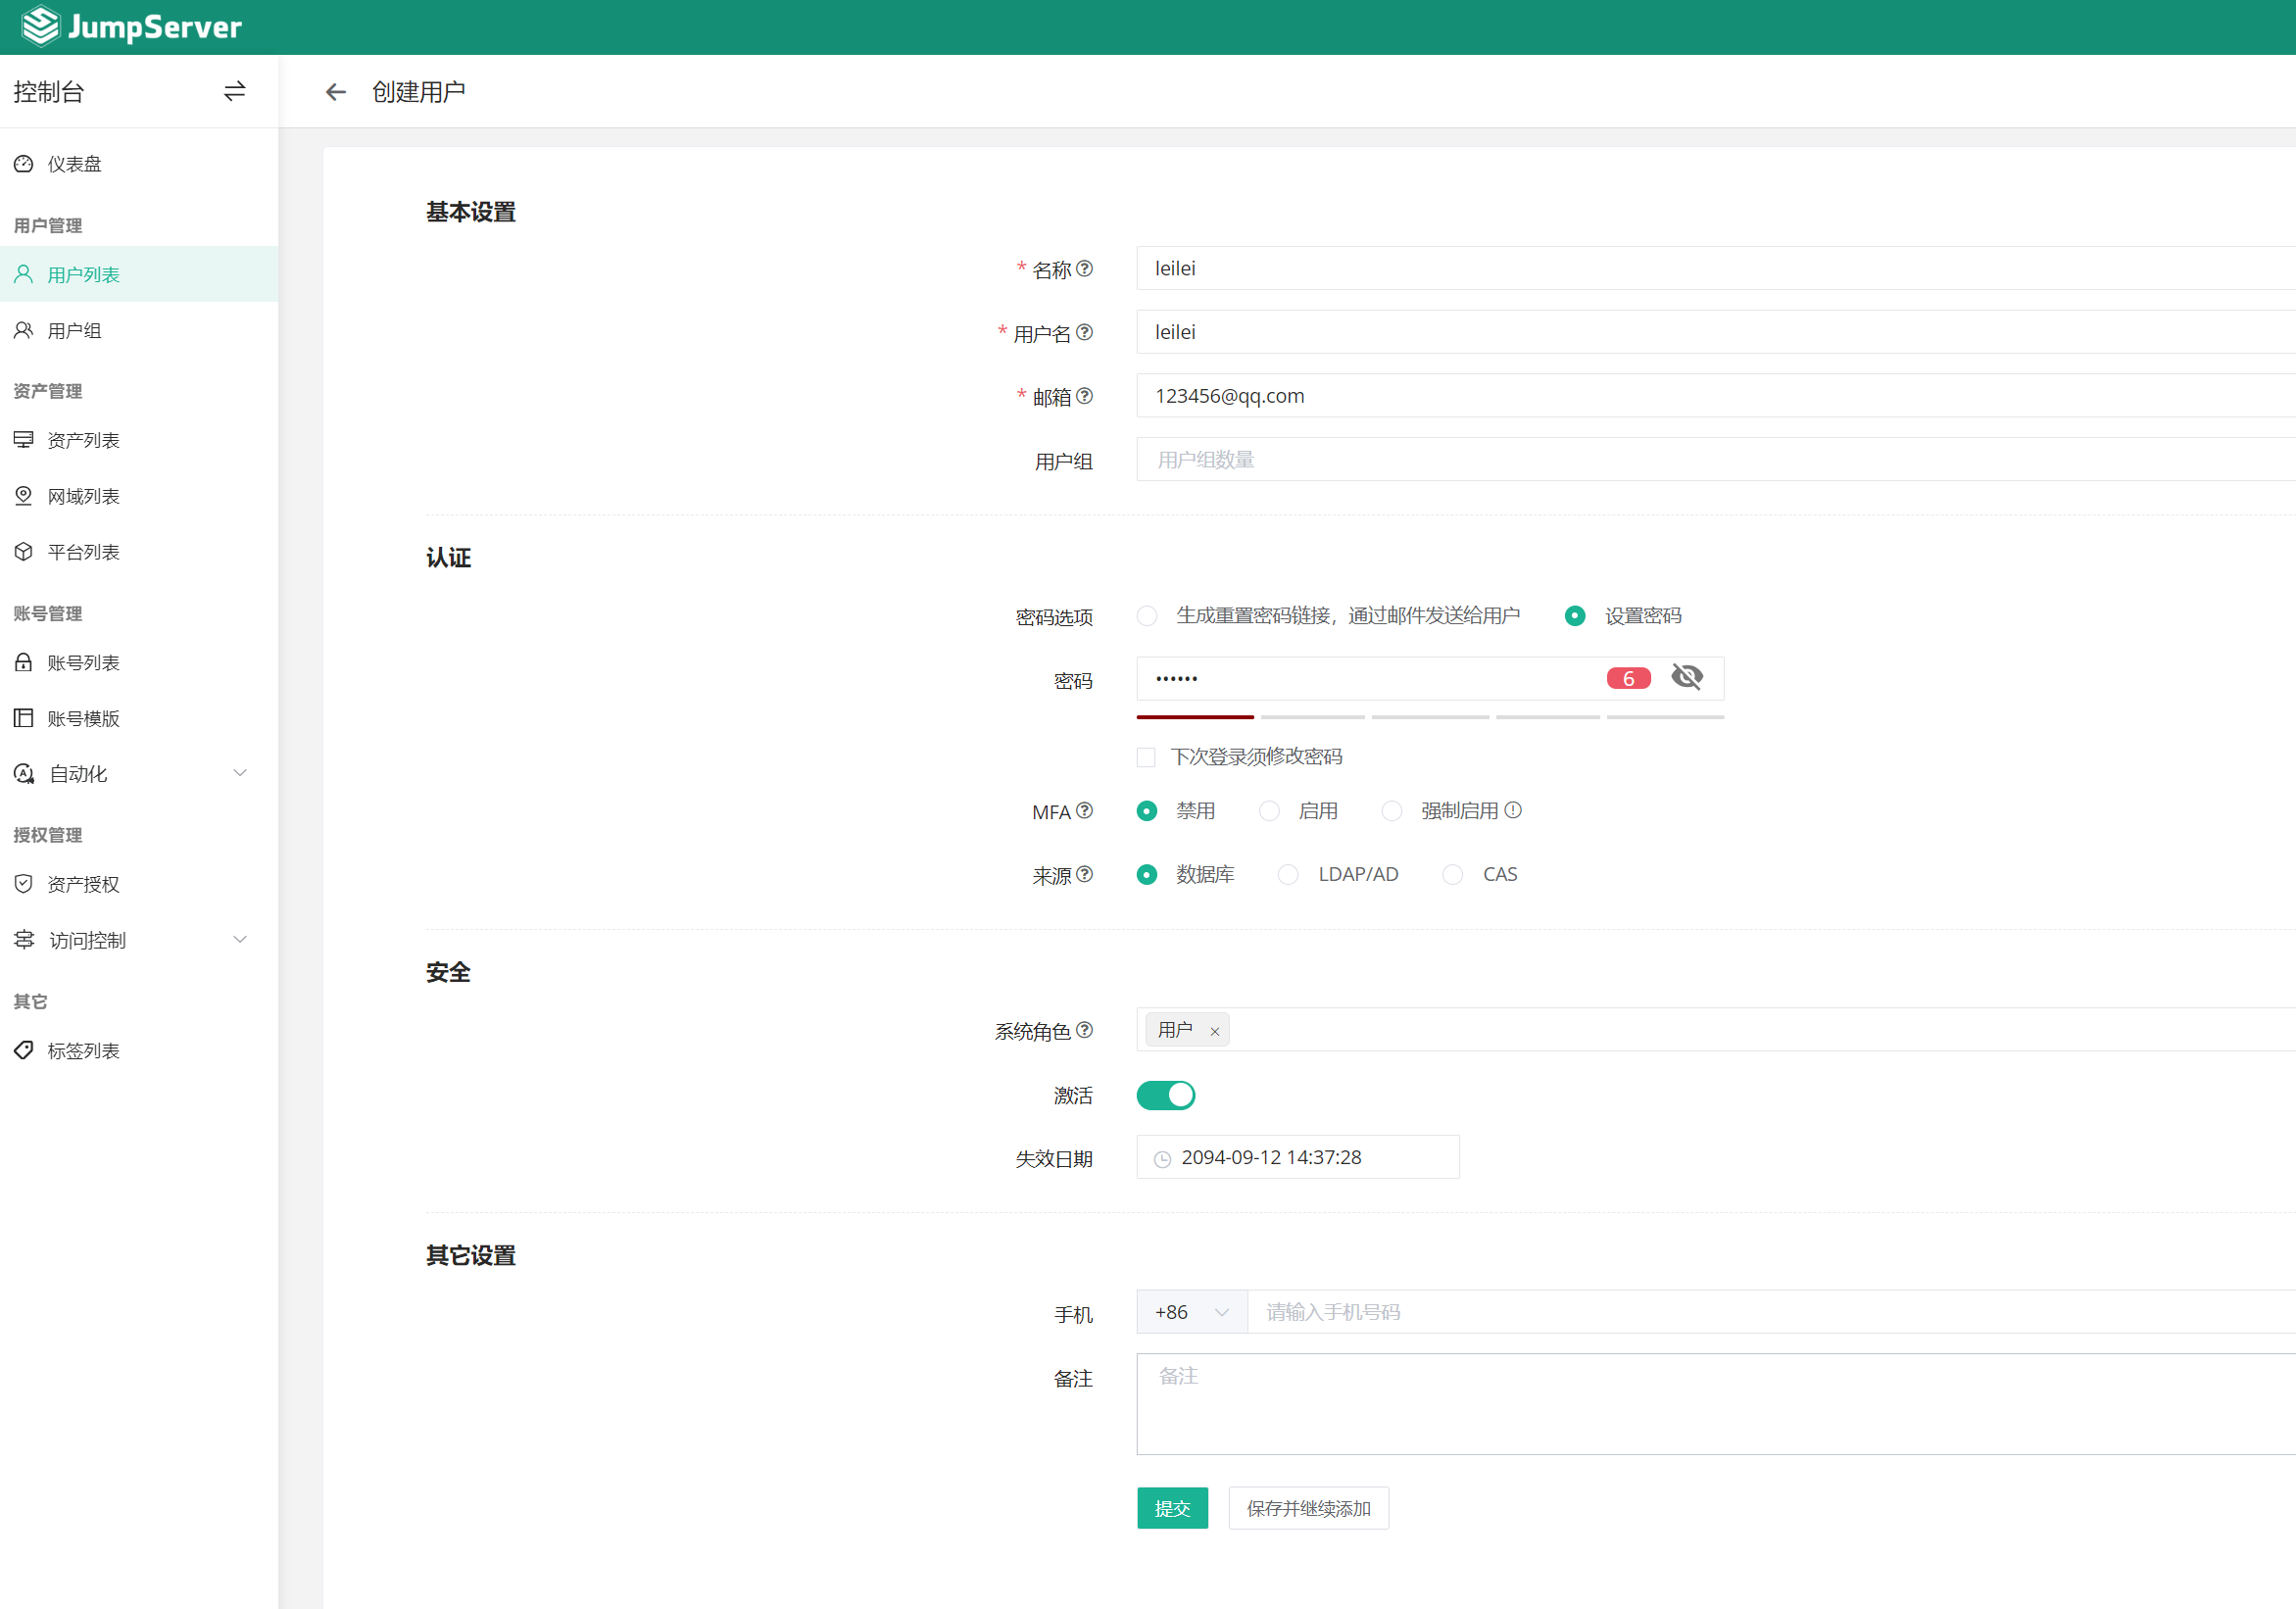 JumpServer
控制台
创建用户
仪表盘
用户管理
用户列表
用户组
资产管理
资产列表
网域列表
平台列表
账号管理
账号列表
账号模版
自动化
授权管理
资产授权
访问控制
其它
标签列表
基本设置
* 名称 leilei
* 用户名 leilei
* 邮箱 123456@qq.com
用户组 用户组数量
认证
密码选项 生成重置密码链接，通过邮件发送给用户 设置密码
密码 •••••• 6
下次登录须修改密码
MFA 禁用 启用 强制启用
来源 数据库 LDAP/AD CAS
安全
系统角色 用户 ×
激活
失效日期 2094-09-12 14:37:28
其它设置
手机 +86 请输入手机号码
备注 备注
提交 保存并继续添加